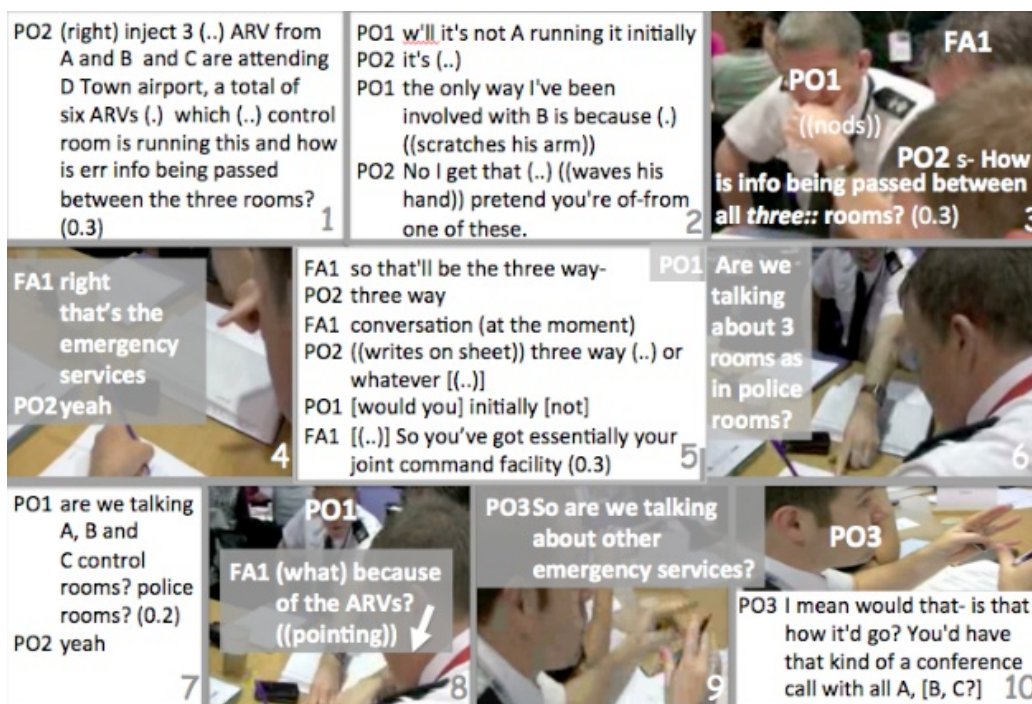 PO2 (right) inject 3 (..) ARV from
A and B  and C are attending
D Town airport, a total of
six ARVs (.)  which (..) control
room is running this and how
is err info being passed
between the three rooms?
(0.3)
1
PO1 w'll it's not A running it initially
PO2 it's (..)
PO1 the only way I've been
involved with B is because (.)
((scratches his arm))
PO2 No I get that (..) ((waves his
hand)) pretend you're of-from
one of these.
2
FA1
PO1
((nods))
PO2 s- How
is info being passed between
all three:: rooms? (0.3)
3
FA1 right
that's the
emergency
services
PO2 yeah
4
FA1 so that'll be the three way-
PO2 three way
FA1 conversation (at the moment)
PO2 ((writes on sheet)) three way (..) or
whatever [(..)]
PO1 [would you] initially [not]
FA1 [(..)] So you've got essentially your
joint command facility (0.3)
5
PO1 Are we
talking
about 3
rooms as
in police
rooms?
6
PO1 are we talking
A, B and
C control
rooms? police
rooms? (0.2)
PO2 yeah
7
PO1
FA1 (what) because
of the ARVs?
((pointing))
8
PO3 So are we talking
about other
emergency services?
9
PO3
PO3 I mean would that- is that
how it'd go? You'd have
that kind of a conference
call with all A, [B, C?]
10